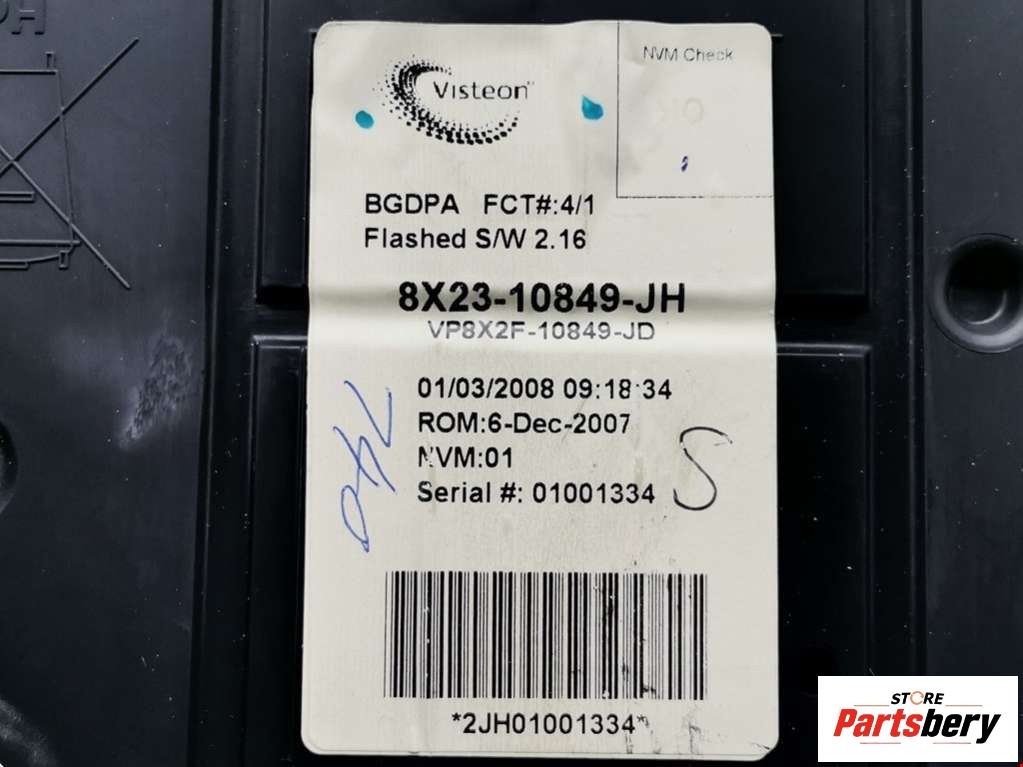 Visteon
NVM Check
BGDPA FCT#:4/1
Flashed S/W 2.16
8X23-10849-JH
VP8X2F-10849-JD
01/03/2008 09:18:34
ROM:6-Dec-2007
NVM:01
Serial #: 01001334
S
*2JH01001334*
STORE
Partsbery